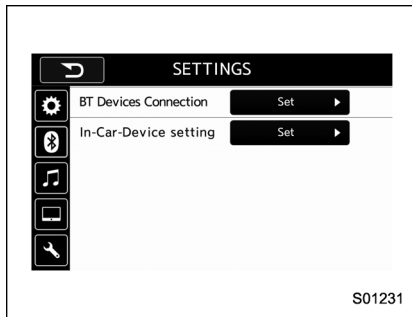 SETTINGS
BT Devices Connection Set
In-Car-Device setting Set
S01231